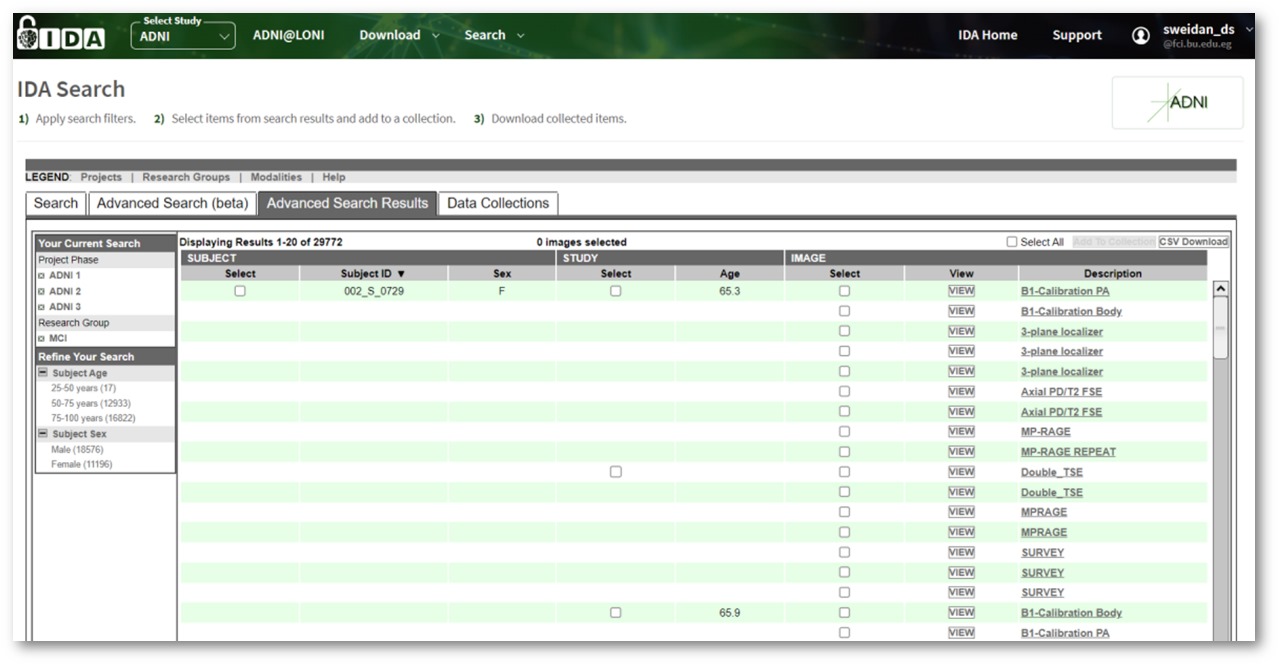 IDA Select Study ADNI ADNI@LONI Download Search IDA Home Support sweidan_ds @fci.bu.edu.eg
IDA Search
1) Apply search filters. 2) Select items from search results and add to a collection. 3) Download collected items.
ADNI
LEGEND: Projects | Research Groups | Modalities | Help
Search Advanced Search (beta) Advanced Search Results Data Collections
Your Current Search
Project Phase
ADNI 1
ADNI 2
ADNI 3
Research Group
MCI
Refine Your Search
Subject Age
25-50 years (17)
50-75 years (12933)
75-100 years (16822)
Subject Sex
Male (18576)
Female (11196)
Displaying Results 1-20 of 29772 0 images selected Select All Add To Collection CSV Download
SUBJECT STUDY IMAGE
Select Subject ID ▼ Sex Select Age Select View Description
002_S_0729 F 65.3 VIEW B1-Calibration PA
VIEW B1-Calibration Body
VIEW 3-plane localizer
VIEW 3-plane localizer
VIEW 3-plane localizer
VIEW Axial PD/T2 FSE
VIEW Axial PD/T2 FSE
VIEW MP-RAGE
VIEW MP-RAGE REPEAT
VIEW Double_TSE
VIEW Double_TSE
VIEW MPRAGE
VIEW MPRAGE
VIEW SURVEY
VIEW SURVEY
VIEW SURVEY
65.9 VIEW B1-Calibration Body
VIEW B1-Calibration PA